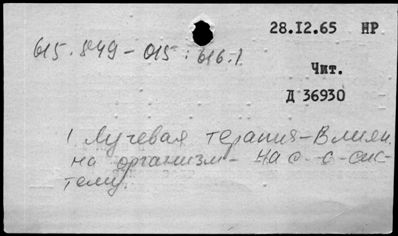 28.I2.65 НР
615.849-015:616.1
Чит.
Д 36930
1 Лучевая терапия-Влиян.
на организм- На с.-с-сис-
тему.